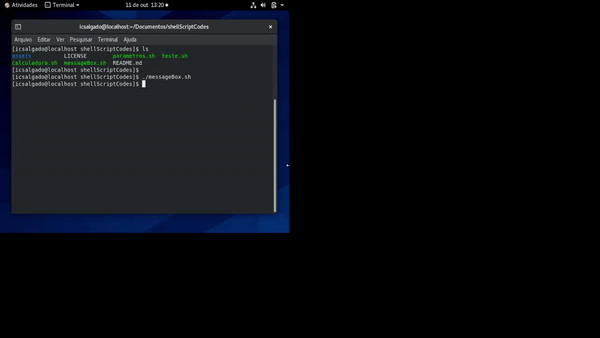 Atividades Terminal ▾ 11 de out 13:20
icsalgado@localhost:~/Documentos/shellScriptCodes ×
Arquivo Editar Ver Pesquisar Terminal Ajuda
[icsalgado@localhost shellScriptCodes]$ ls
assets LICENSE parametros.sh teste.sh
calculadora.sh messageBox.sh README.md
[icsalgado@localhost shellScriptCodes]$
[icsalgado@localhost shellScriptCodes]$ ./messageBox.sh
[icsalgado@localhost shellScriptCodes]$